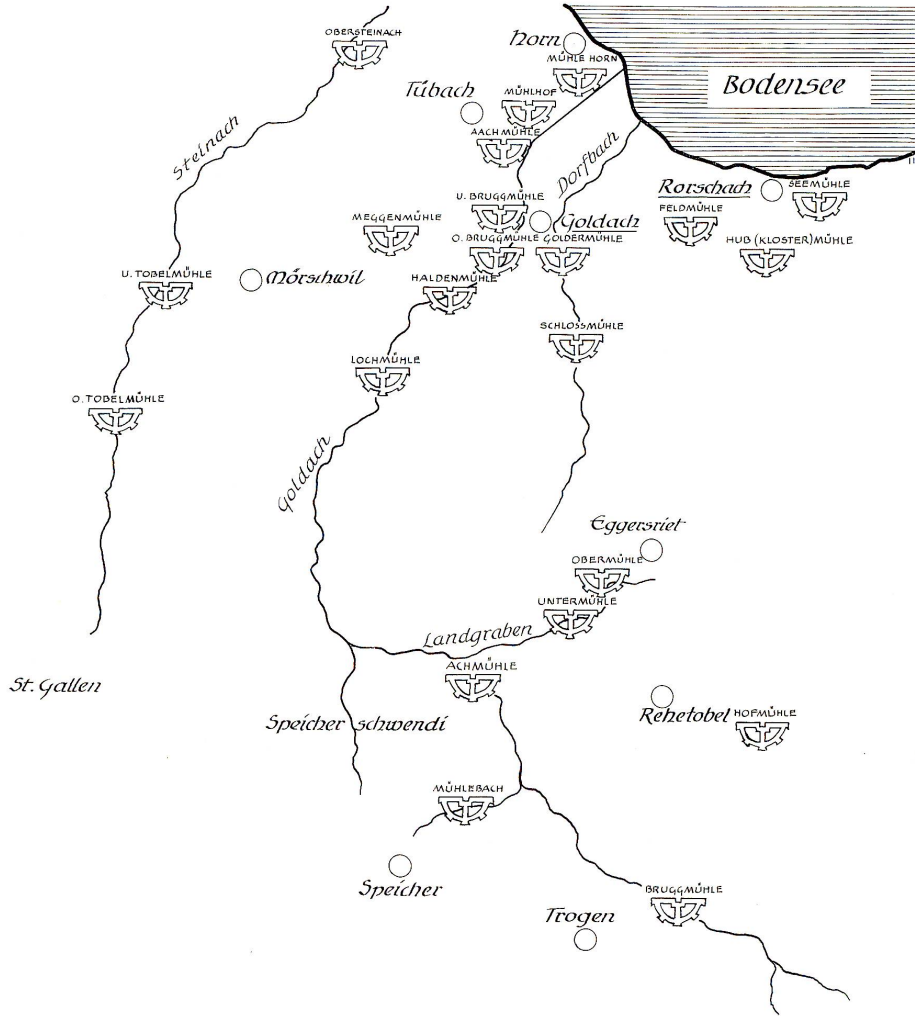 OBERSTEINACH
Horn
MÜHLE HORN
Bodensee
Tübach
MÜHLHOF
AACHMÜHLE
Steinach
Dorfbach
Rorschach
SEEMÜHLE
U. BRUGGMÜHLE
MEGGENMÜHLE
Goldach
FELDMÜHLE
O. BRUGGMÜHLE
GOLDERMÜHLE
HUB (KLOSTER) MÜHLE
U. TOBELMÜHLE
Mörschwil
HALDENMÜHLE
SCHLOSSMÜHLE
LOCHMÜHLE
O. TOBELMÜHLE
Goldach
Eggersriet
OBERMÜHLE
UNTERMÜHLE
Landgraben
ACHMÜHLE
St. Gallen
Speicher schwendi
Rehetobel
HOFMÜHLE
MÜHLEBACH
Speicher
BRUGGMÜHLE
Trogen